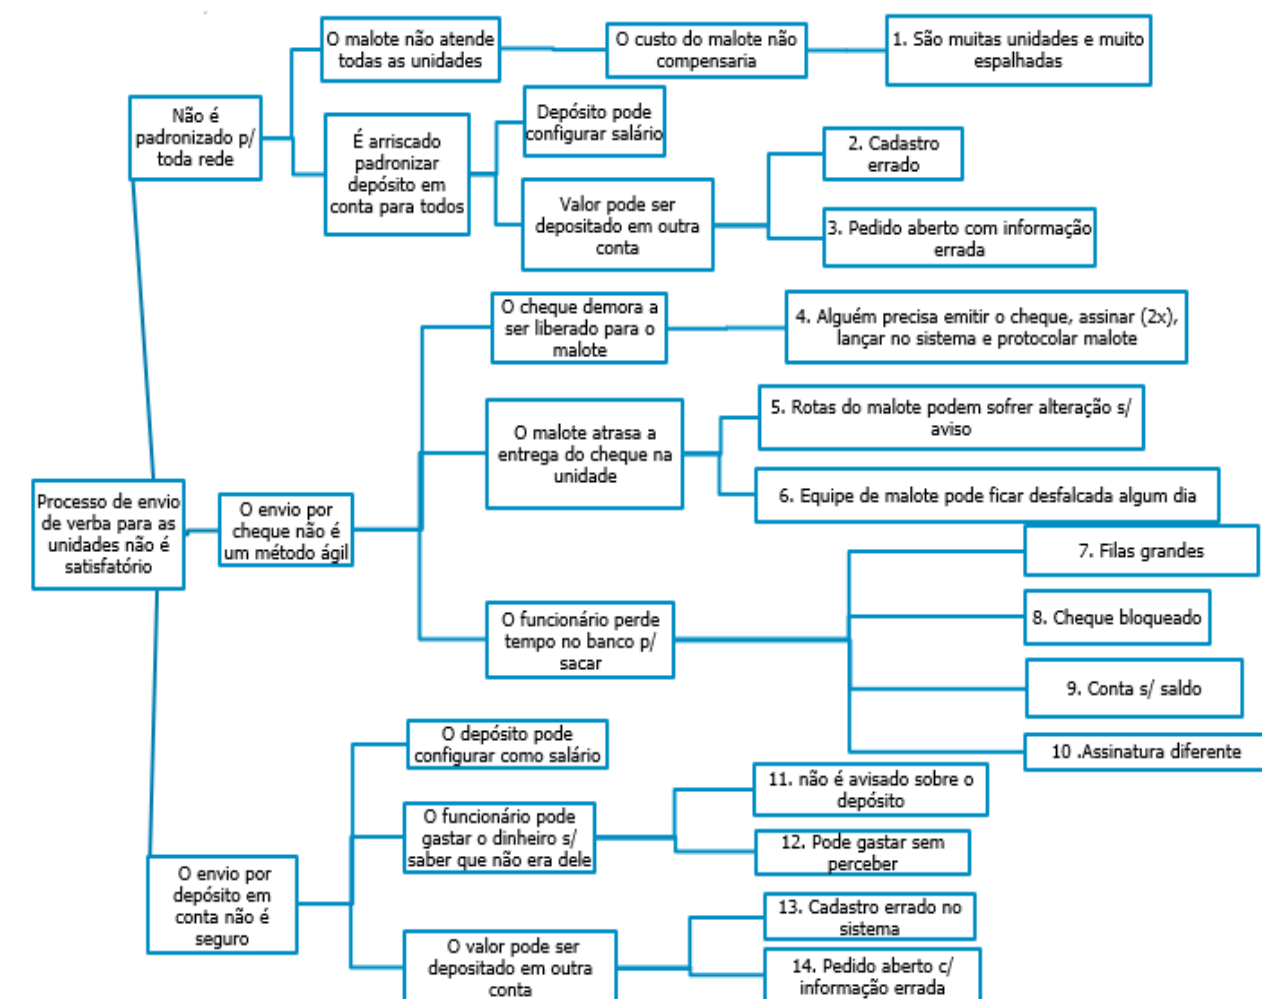 O malote não atende
todas as unidades
O custo do malote não
compensaria
1. São muitas unidades e muito
espalhadas
Não é
padronizado p/
toda rede
É arriscado
padronizar
depósito em
conta para todos
Depósito pode
configurar salário
Valor pode ser
depositado em outra
conta
2. Cadastro
errado
3. Pedido aberto com informação
errada
Processo de envio
de verba para as
unidades não é
satisfatório
O envio por
cheque não é
um método ágil
O cheque demora a
ser liberado para o
malote
4. Alguém precisa emitir o cheque, assinar (2x),
lançar no sistema e protocolar malote
O malote atrasa a
entrega do cheque na
unidade
5. Rotas do malote podem sofrer alteração s/
aviso
6. Equipe de malote pode ficar desfalcada algum dia
O funcionário perde
tempo no banco p/
sacar
7. Filas grandes
8. Cheque bloqueado
9. Conta s/ saldo
10 .Assinatura diferente
O envio por
depósito em
conta não é
seguro
O depósito pode
configurar como salário
O funcionário pode
gastar o dinheiro s/
saber que não era dele
11. não é avisado sobre o
depósito
12. Pode gastar sem
perceber
O valor pode ser
depositado em outra
conta
13. Cadastro errado no
sistema
14. Pedido aberto c/
informação errada